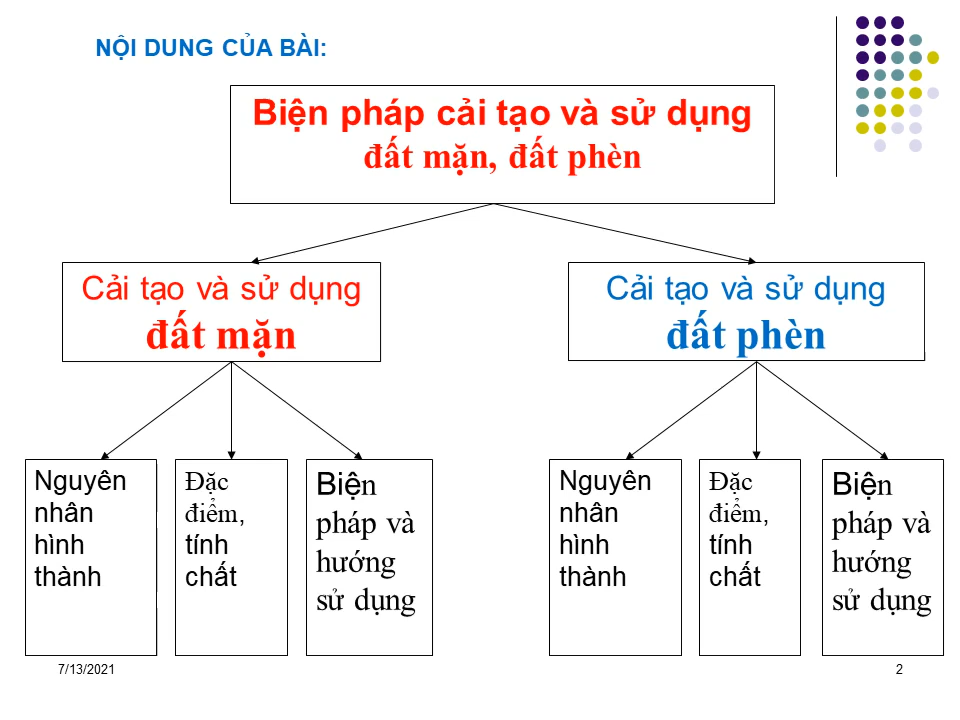 NỘI DUNG CỦA BÀI:
Biện pháp cải tạo và sử dụng
đất mặn, đất phèn
Cải tạo và sử dụng
đất mặn
Cải tạo và sử dụng
đất phèn
Nguyên
nhân
hình
thành
Đặc
điểm,
tính
chất
Biện
pháp và
hướng
sử dụng
Nguyên
nhân
hình
thành
Đặc
điểm,
tính
chất
Biện
pháp và
hướng
sử dụng
7/13/2021
2